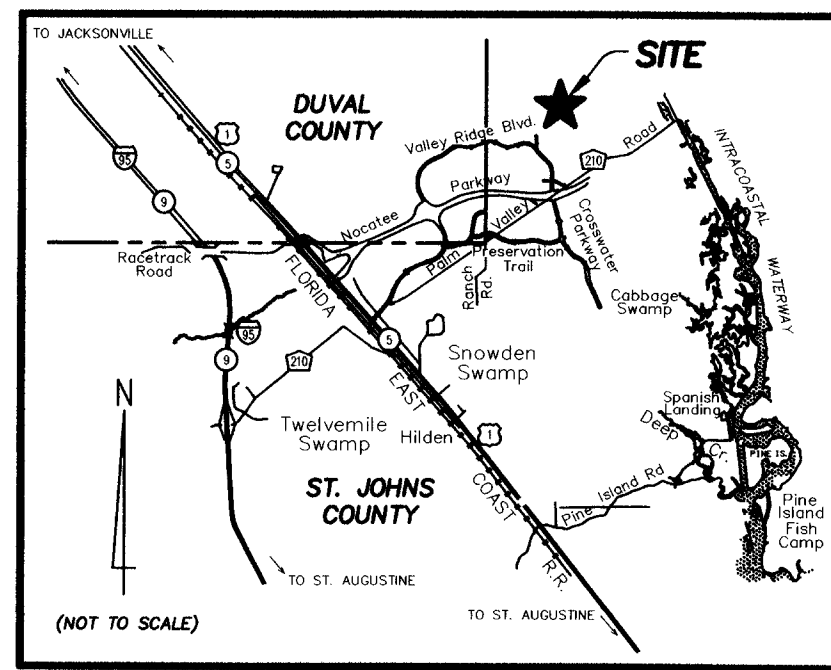 TO JACKSONVILLE
SITE
DUVAL
COUNTY
1
5
Valley Ridge Blvd.
210
Road
INTRACOASTAL
WATERWAY
95
9
Nocatee
Parkway
Valley
Palm
Racetrack
Road
FLORIDA
Ranch
Rd.
Preservation
Trail
Crosswater
Parkway
Cabbage
Swamp
95
9
210
5
EAST
Snowden
Swamp
N
Twelvemile
Swamp
Hilden
1
COAST
Spanish
Landing
Deep
Cr.
PINE IS.
ST. JOHNS
COUNTY
Pine Island Rd
Pine
Island
Fish
Camp
R.R.
TO ST. AUGUSTINE
TO ST. AUGUSTINE
(NOT TO SCALE)